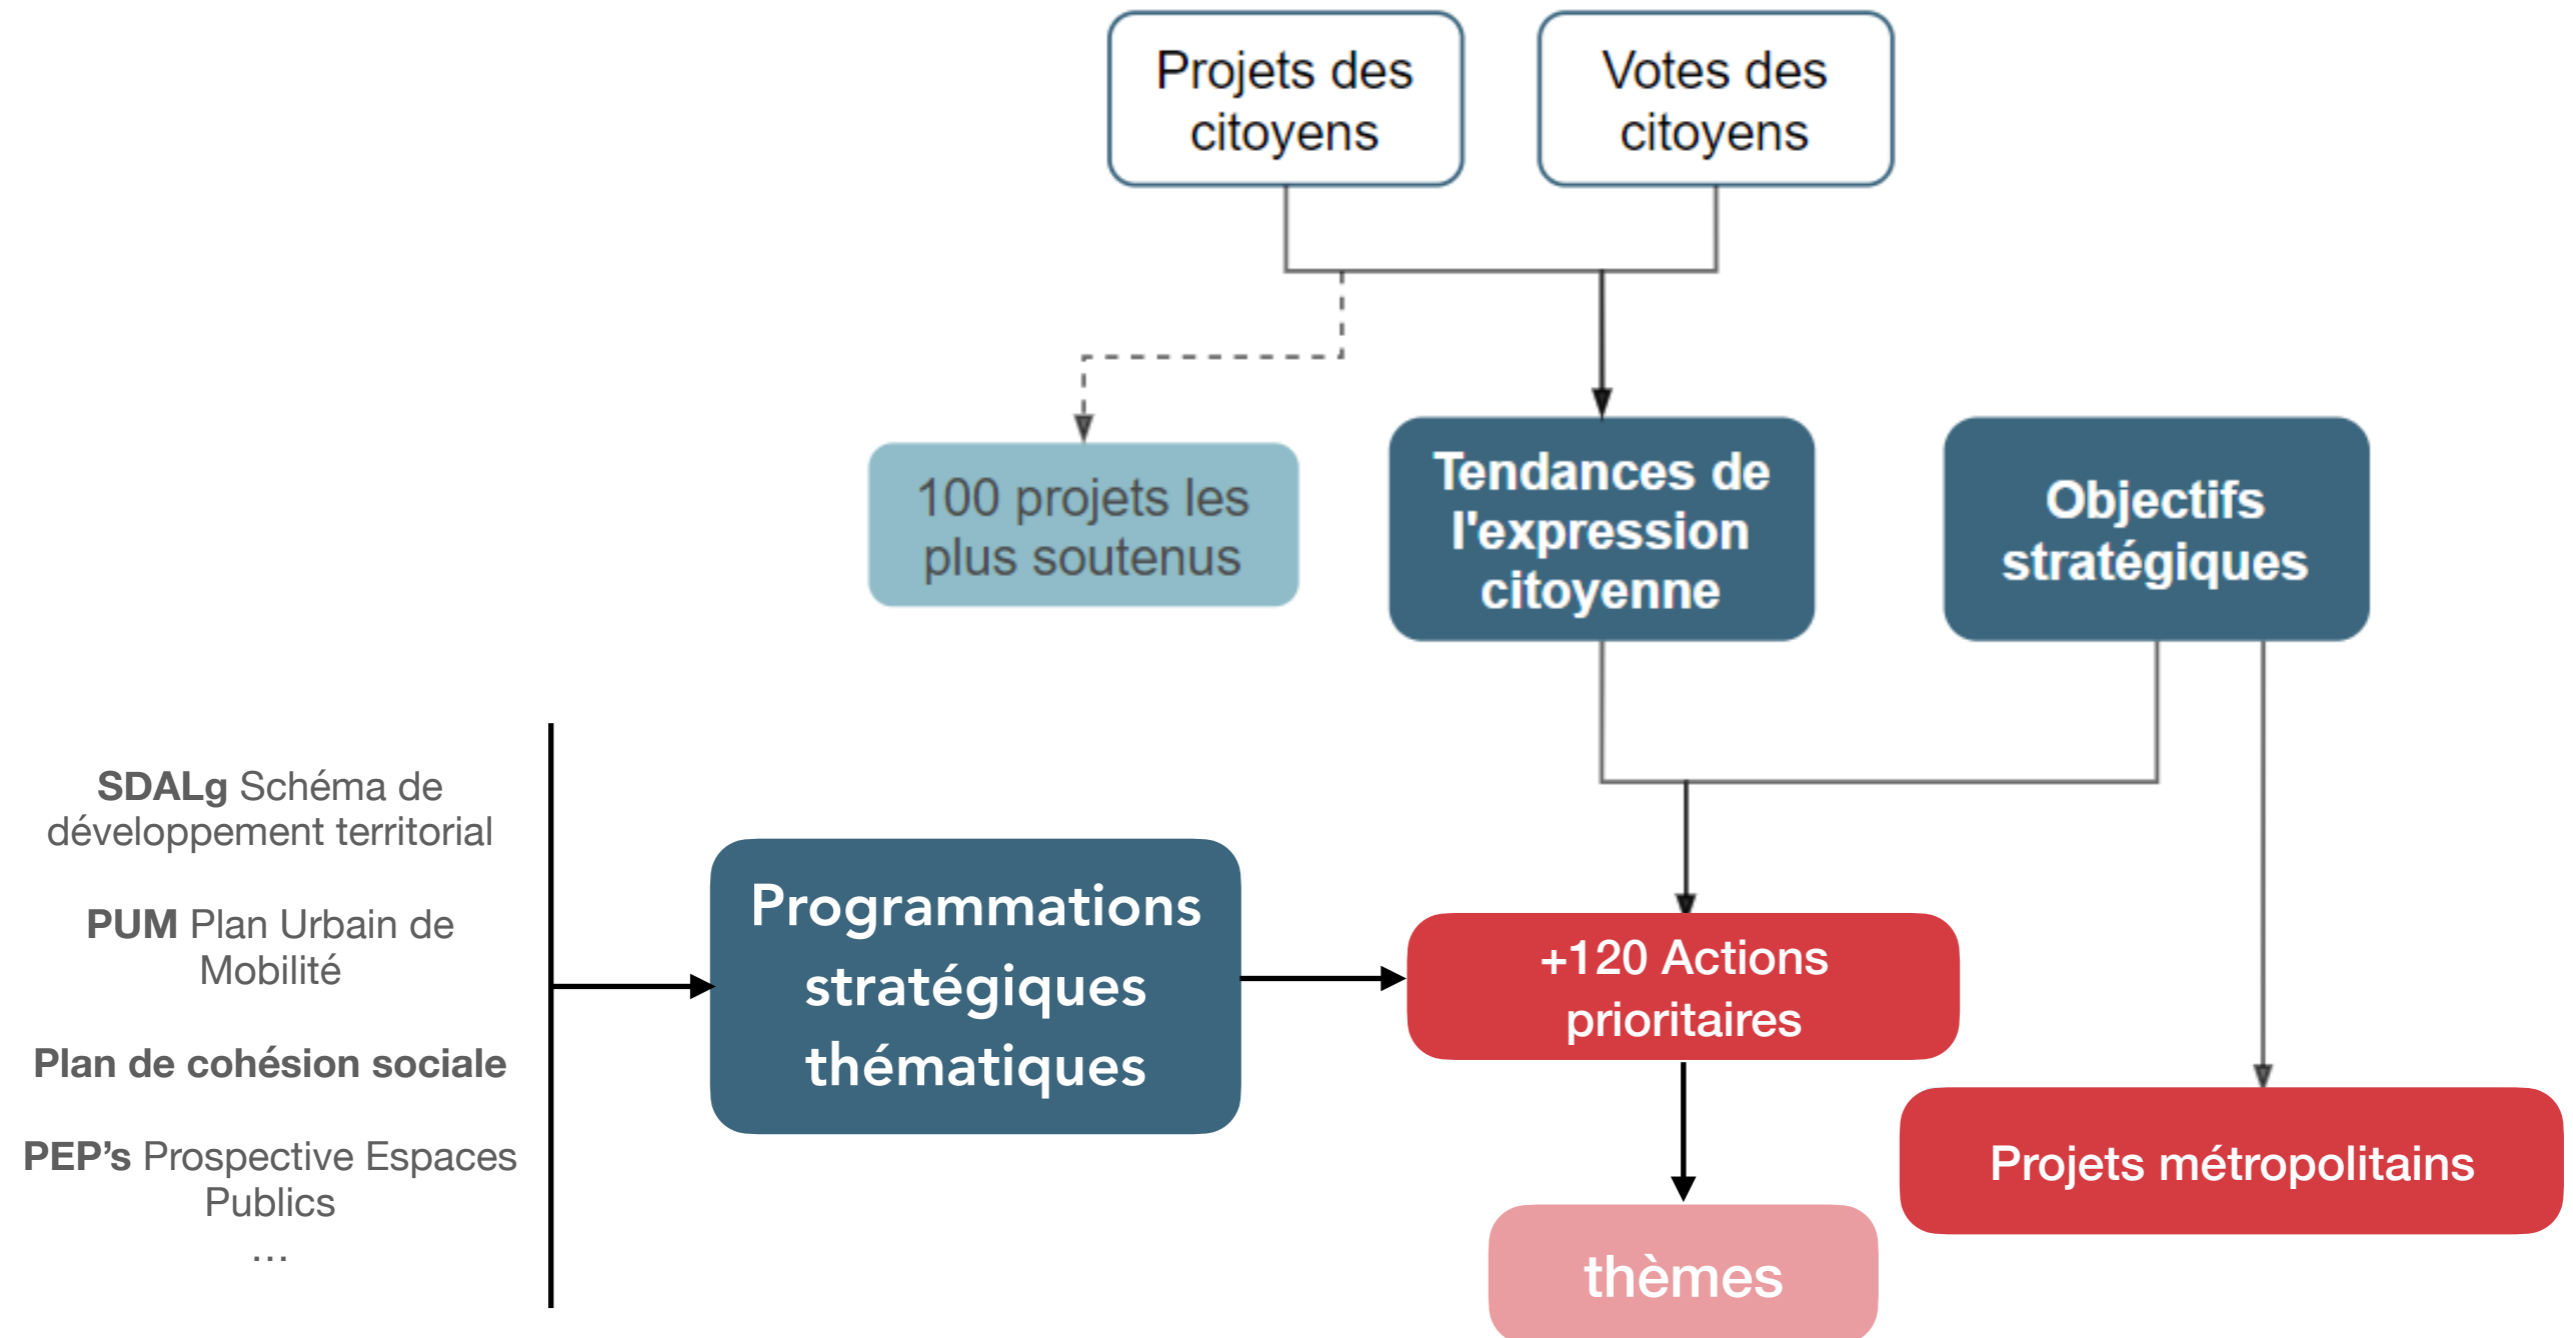 Projets des
citoyens
Votes des
citoyens
100 projets les
plus soutenus
Tendances de
l'expression
citoyenne
Objectifs
stratégiques
SDALg Schéma de
développement territorial
PUM Plan Urbain de
Mobilité
Plan de cohésion sociale
PEP’s Prospective Espaces
Publics
…
Programmations
stratégiques
thématiques
+120 Actions
prioritaires
Projets métropolitains
thèmes